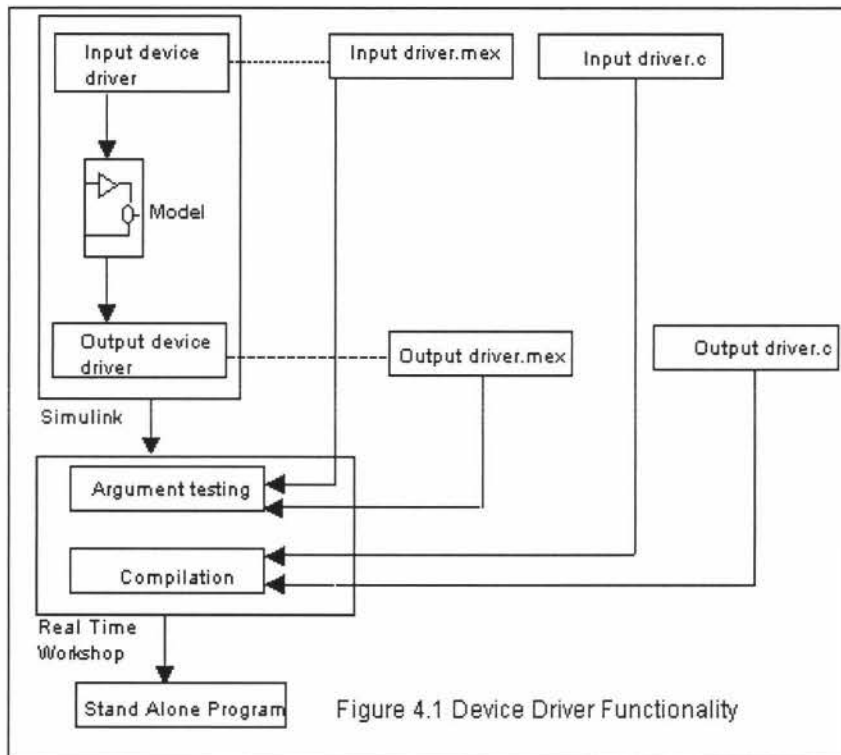 Input device
driver
Input driver.mex
Input driver.c
Model
Output device
driver
Output driver.mex
Output driver.c
Simulink
Argument testing
Compilation
Real Time
Workshop
Stand Alone Program
Figure 4.1 Device Driver Functionality